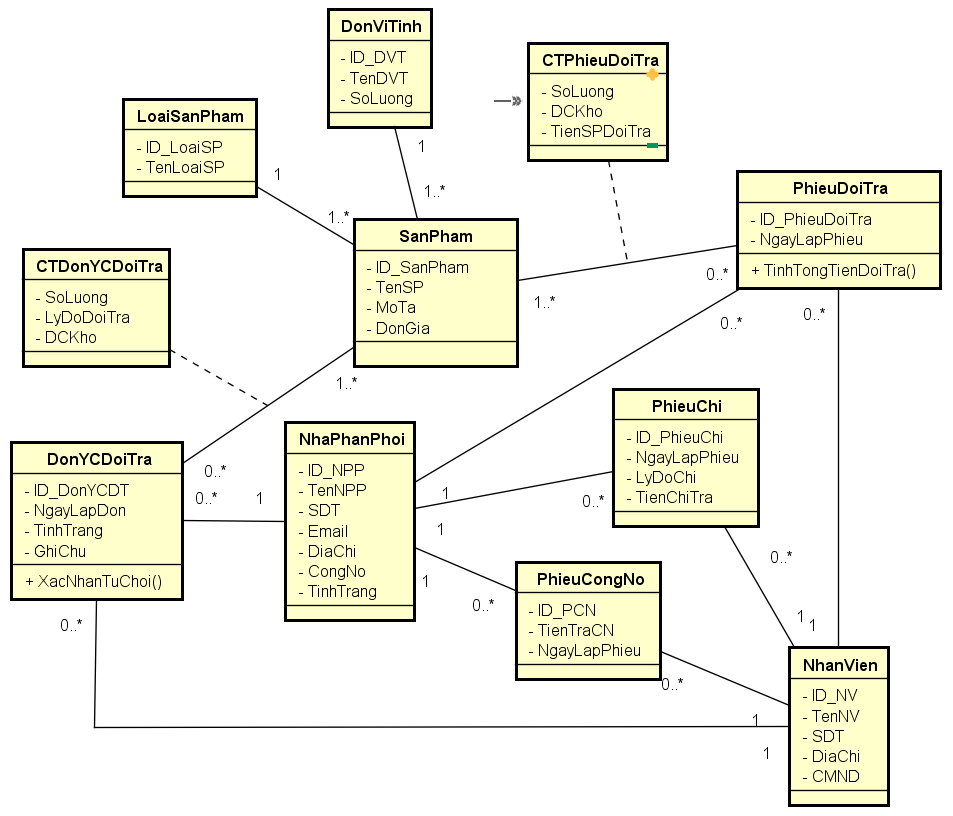 DonViTinh
- ID_DVT
- TenDVT
- SoLuong
CTPhieuDoiTra
- SoLuong
- DCKho
- TienSPDoiTra
LoaiSanPham
- ID_LoaiSP
- TenLoaiSP
1
1..*
1
1..*
PhieuDoiTra
- ID_PhieuDoiTra
- NgayLapPhieu
+ TinhTongTienDoiTra()
SanPham
- ID_SanPham
- TenSP
- MoTa
- DonGia
CTDonYCDoiTra
- SoLuong
- LyDoDoiTra
- DCKho
0..*
1..*
0..*
0..*
1..*
0..*
DonYCDoiTra
- ID_DonYCDT
- NgayLapDon
- TinhTrang
- GhiChu
+ XacNhanTuChoi()
0..*
1
NhaPhanPhoi
- ID_NPP
- TenNPP
- SDT
- Email
- DiaChi
- CongNo
- TinhTrang
PhieuChi
- ID_PhieuChi
- NgayLapPhieu
- LyDoChi
- TienChiTra
1
0..*
1
1
0..*
PhieuCongNo
- ID_PCN
- TienTraCN
- NgayLapPhieu
0..*
0..*
1
1
0..*
NhanVien
- ID_NV
- TenNV
- SDT
- DiaChi
- CMND
1
1